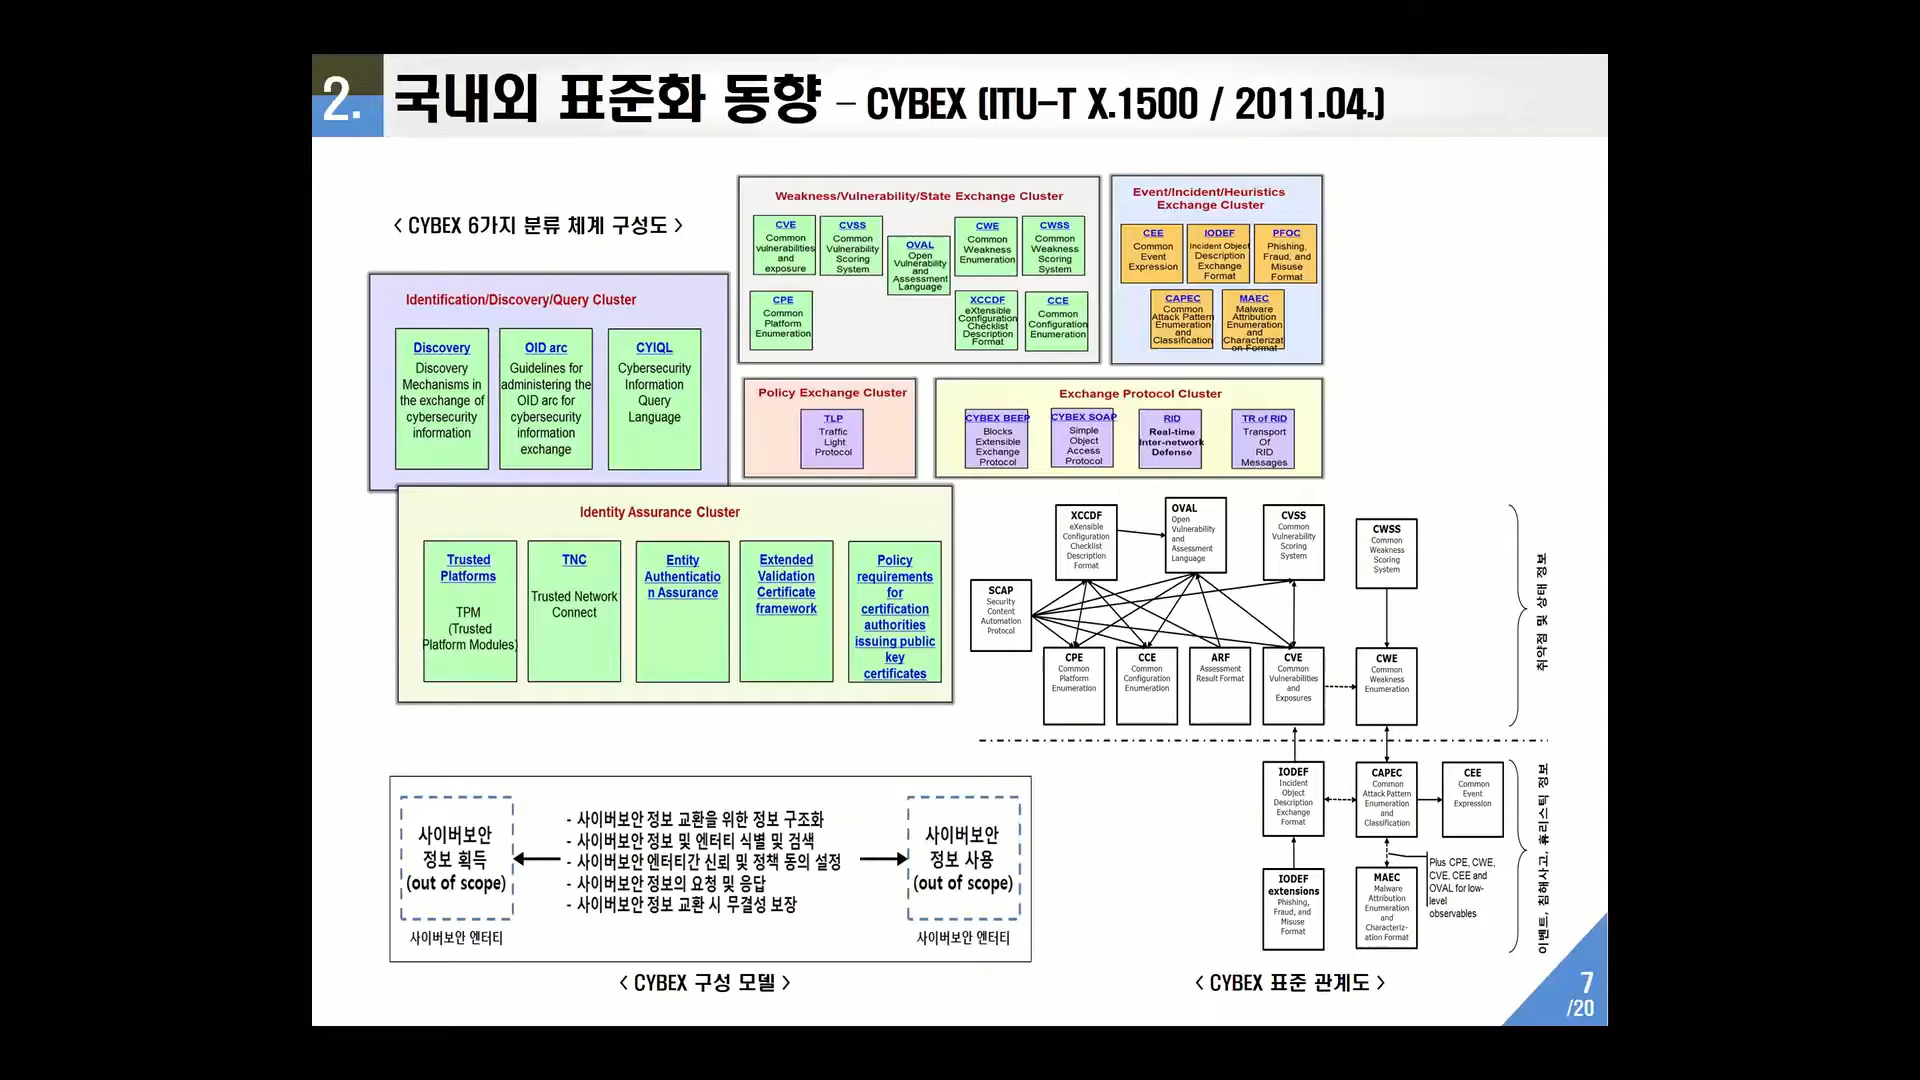 2. 국내외 표준화 동향 – CYBEX (ITU-T X.1500 / 2011.04.)
< CYBEX 6가지 분류 체계 구성도 >
Weakness/Vulnerability/State Exchange Cluster
CVE
Common
vulnerabilities
and
exposure
CVSS
Common
Vulnerability
Scoring
System
OVAL
Open
Vulnerability
and
Assessment
Language
CWE
Common
Weakness
Enumeration
CWSS
Common
Weakness
Scoring
System
CPE
Common
Platform
Enumeration
XCCDF
eXtensible
Configuration
Checklist
Description
Format
CCE
Common
Configuration
Enumeration
Event/Incident/Heuristics
Exchange Cluster
CEE
Common
Event
Expression
IODEF
Incident Object
Description
Exchange
Format
PFOC
Phishing,
Fraud, and
Misuse
Format
CAPEC
Common
Attack Pattern
Enumeration
and
Classification
MAEC
Malware
Attribution
Enumeration
and
Characterizat
on Format
Identification/Discovery/Query Cluster
Discovery
Discovery
Mechanisms in
the exchange of
cybersecurity
information
OID arc
Guidelines for
administering the
OID arc for
cybersecurity
information
exchange
CYIQL
Cybersecurity
Information
Query
Language
Policy Exchange Cluster
TLP
Traffic
Light
Protocol
Exchange Protocol Cluster
CYBEX BEEP
Blocks
Extensible
Exchange
Protocol
CYBEX SOAP
Simple
Object
Access
Protocol
RID
Real-time
Inter-network
Defense
TR of RID
Transport
Of
RID
Messages
Identity Assurance Cluster
Trusted
Platforms
TPM
(Trusted
Platform Modules)
TNC
Trusted Network
Connect
Entity
Authenticatio
n Assurance
Extended
Validation
Certificate
framework
Policy
requirements
for
certification
authorities
issuing public
key
certificates
XCCDF
eXensible
Configuration
Checklist
Description
Format
OVAL
Open
Vulnerability
and
Assessment
Language
CVSS
Common
Vulnerability
Scoring
System
CWSS
Common
Weakness
Scoring
System
SCAP
Security
Content
Automation
Protocol
CPE
Common
Platform
Enumeration
CCE
Common
Configuration
Enumeration
ARF
Assessment
Result Format
CVE
Common
Vulnerabilities
and
Exposures
CWE
Common
Weakness
Enumeration
취약점 및 상태 정보
IODEF
Incident
Object
Description
Exchange
Format
CAPEC
Common
Attack Pattern
Enumeration
and
Classification
CEE
Common
Event
Expression
IODEF
extensions
Phishing,
Fraud, and
Misuse
Format
MAEC
Malware
Attribution
Enumeration
and
Characteriz-
ation Format
Plus CPE, CWE,
CVE, CEE and
OVAL for low-
level
observables
이벤트, 침해사고, 휴리스틱 정보
< CYBEX 표준 관계도 >
사이버보안
정보 획득
(out of scope)
사이버보안 엔터티
- 사이버보안 정보 교환을 위한 정보 구조화
- 사이버보안 정보 및 엔터티 식별 및 검색
- 사이버보안 엔터티간 신뢰 및 정책 동의 설정
- 사이버보안 정보의 요청 및 응답
- 사이버보안 정보 교환 시 무결성 보장
사이버보안
정보 사용
(out of scope)
사이버보안 엔터티
< CYBEX 구성 모델 >
7
/20